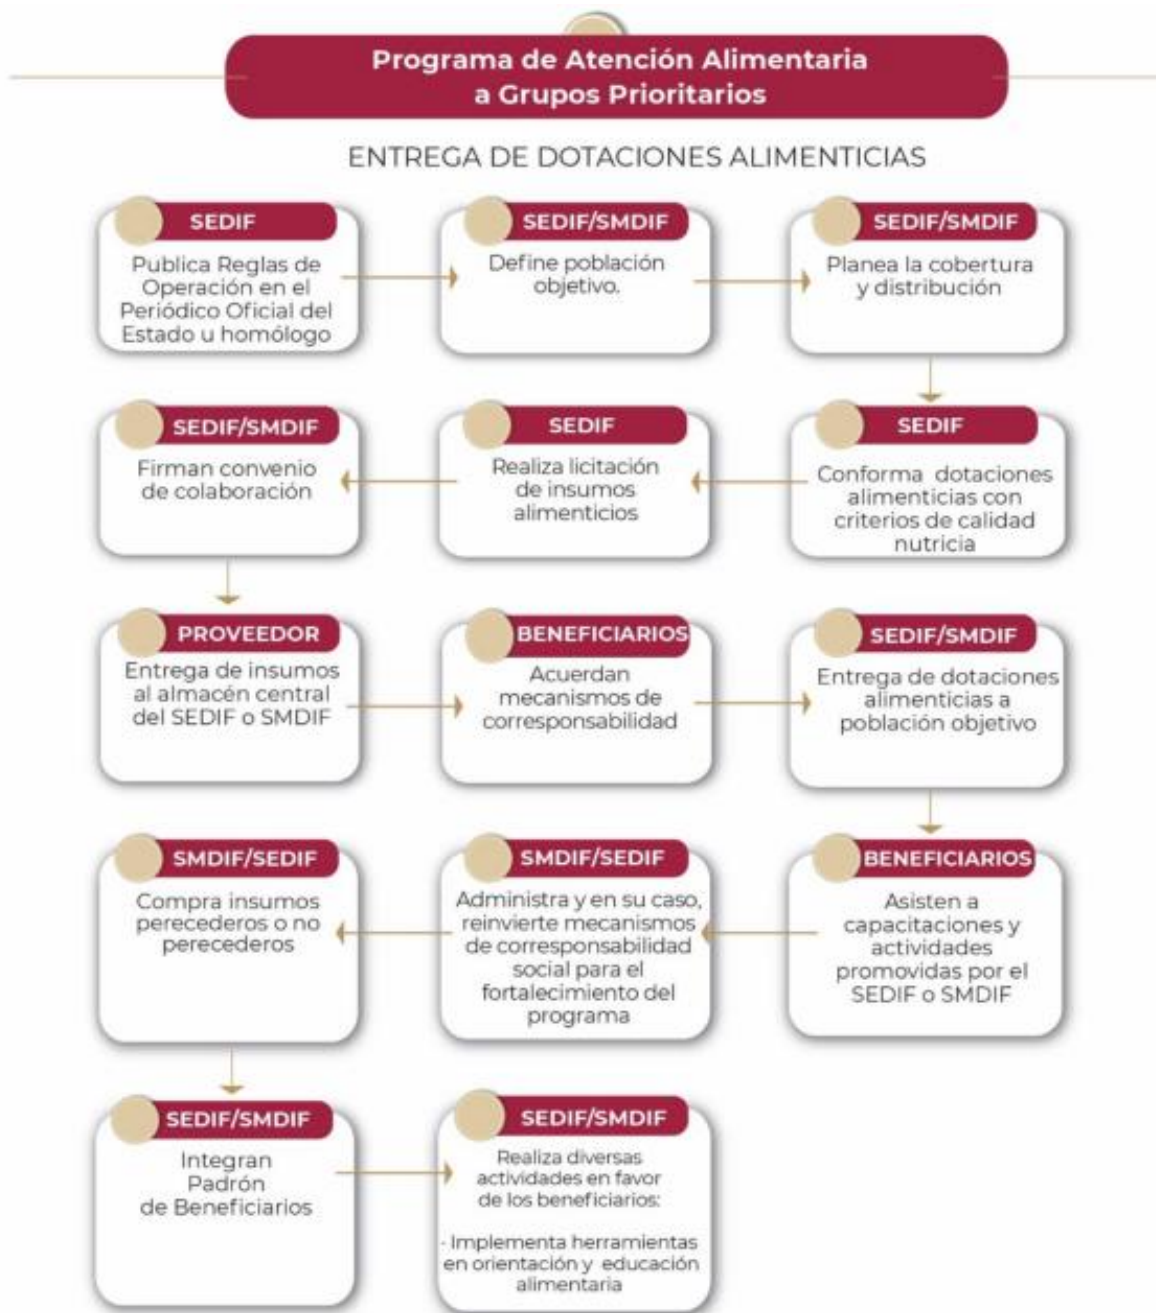 Programa de Atención Alimentaria
a Grupos Prioritarios
ENTREGA DE DOTACIONES ALIMENTICIAS
SEDIF
Publica Reglas de
Operación en el
Periódico Oficial del
Estado u homólogo
SEDIF/SMDIF
Define población
objetivo.
SEDIF/SMDIF
Planea la cobertura
y distribución
SEDIF
Conforma dotaciones
alimenticias con
criterios de calidad
nutricia
SEDIF
Realiza licitación
de insumos
alimenticios
SEDIF/SMDIF
Firman convenio
de colaboración
PROVEEDOR
Entrega de insumos
al almacén central
del SEDIF o SMDIF
BENEFICIARIOS
Acuerdan
mecanismos de
corresponsabilidad
SEDIF/SMDIF
Entrega de dotaciones
alimenticias a
población objetivo
BENEFICIARIOS
Asisten a
capacitaciones y
actividades
promovidas por el
SEDIF o SMDIF
SMDIF/SEDIF
Administra y en su caso,
reinvierte mecanismos
de corresponsabilidad
social para el
fortalecimiento del
programa
SMDIF/SEDIF
Compra insumos
perecederos o no
perecederos
SEDIF/SMDIF
Integran
Padrón
de Beneficiarios
SEDIF/SMDIF
Realiza diversas
actividades en favor
de los beneficiarios:
· Implementa herramientas
en orientación y educación
alimentaria